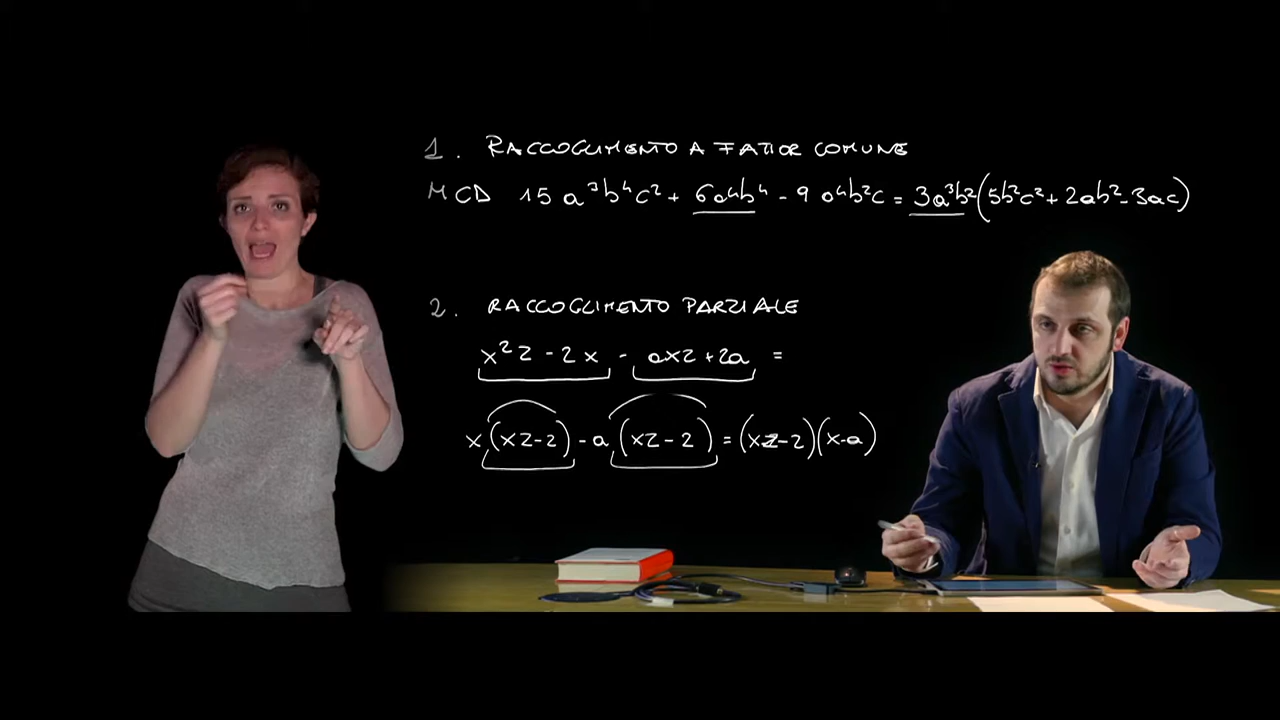 1. RACCOGLIMENTO A FATTOR COMUNE
MCD 15 a³b⁴c² + 6a⁴b⁴ - 9 a⁴b²c = 3a³b²(5b²c² + 2ab² - 3ac)
2. RACCOGLIMENTO PARZIALE
x²z - 2x - axz + 2a =
x(xz-2) - a(xz-2) = (xz-2)(x-a)